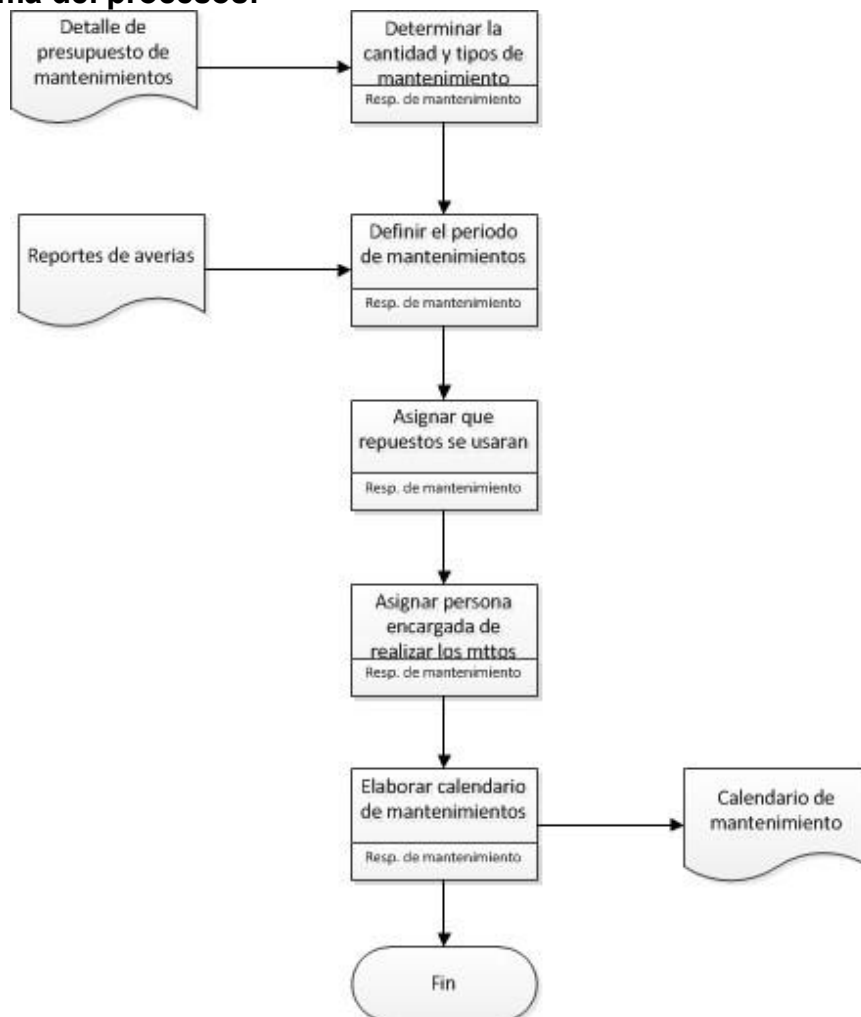 del proceso.
Detalle de
presupuesto de
mantenimientos
Determinar la
cantidad y tipos de
mantenimiento
Resp. de mantenimiento
Reportes de averias
Definir el periodo
de mantenimientos
Resp. de mantenimiento
Asignar que
repuestos se usaran
Resp. de mantenimiento
Asignar persona
encargada de
realizar los mttos
Resp. de mantenimiento
Elaborar calendario
de mantenimientos
Resp. de mantenimiento
Calendario de
mantenimiento
Fin